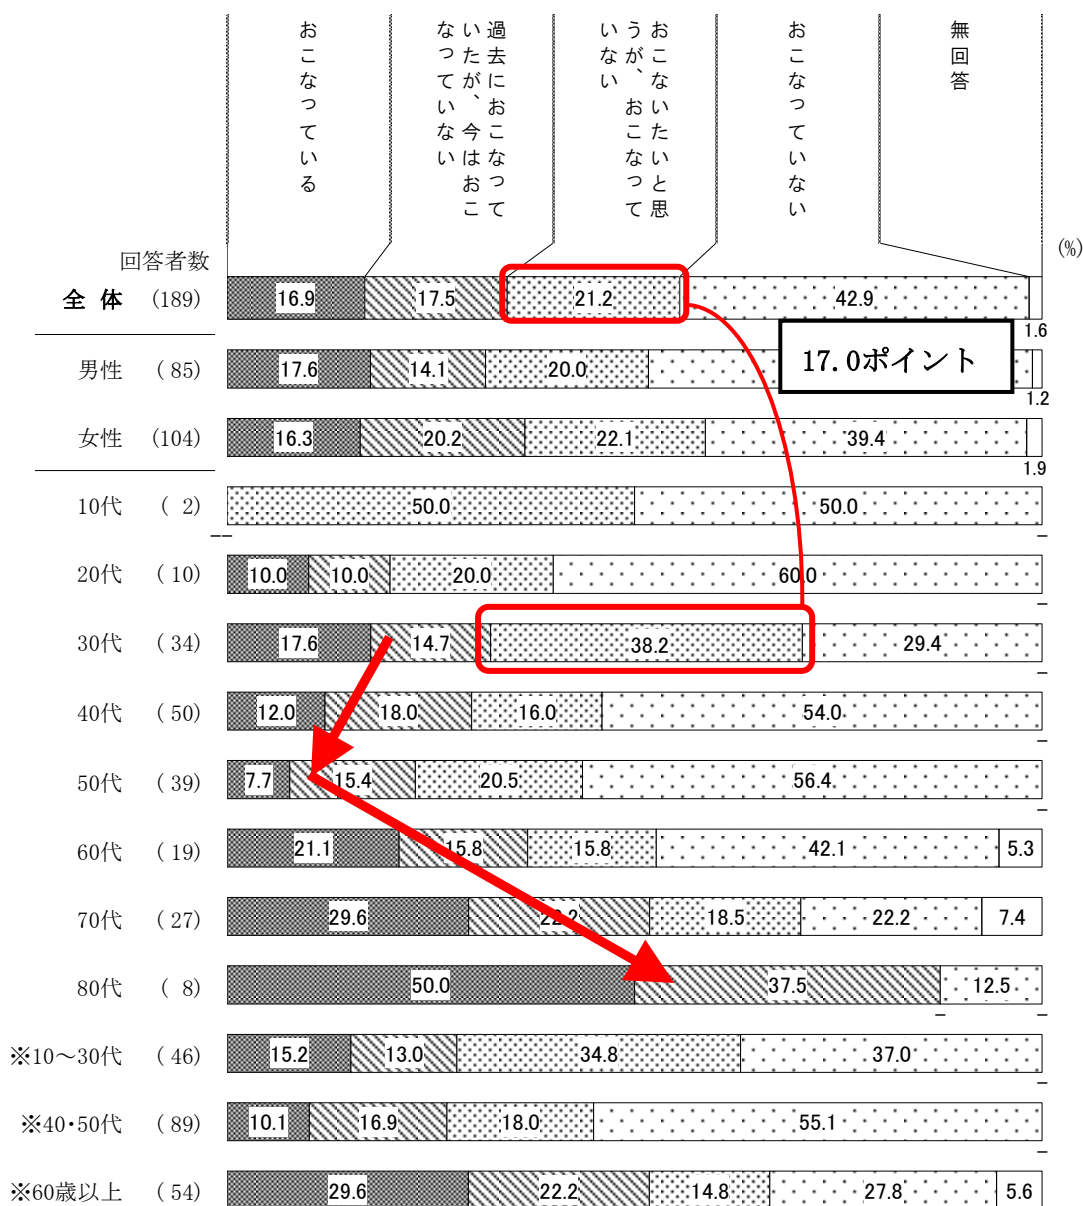 おこなっている
過去におこなって
いたが、今はおこ
なっていない
おこないたいと思
うが、おこなって
いない
おこなっていない
無回答
(%)
回答者数
全 体 (189) 16.9 17.5 21.2 42.9 1.6
17.0ポイント
男性 ( 85) 17.6 14.1 20.0 1.2
女性 (104) 16.3 20.2 22.1 39.4 1.9
10代 ( 2) 50.0 50.0
20代 ( 10) 10.0 10.0 20.0 60.0
30代 ( 34) 17.6 14.7 38.2 29.4
40代 ( 50) 12.0 18.0 16.0 54.0
50代 ( 39) 7.7 15.4 20.5 56.4
60代 ( 19) 21.1 15.8 15.8 42.1 5.3
70代 ( 27) 29.6 22.2 18.5 22.2 7.4
80代 ( 8) 50.0 37.5 12.5
※10～30代 ( 46) 15.2 13.0 34.8 37.0
※40・50代 ( 89) 10.1 16.9 18.0 55.1
※60歳以上 ( 54) 29.6 22.2 14.8 27.8 5.6